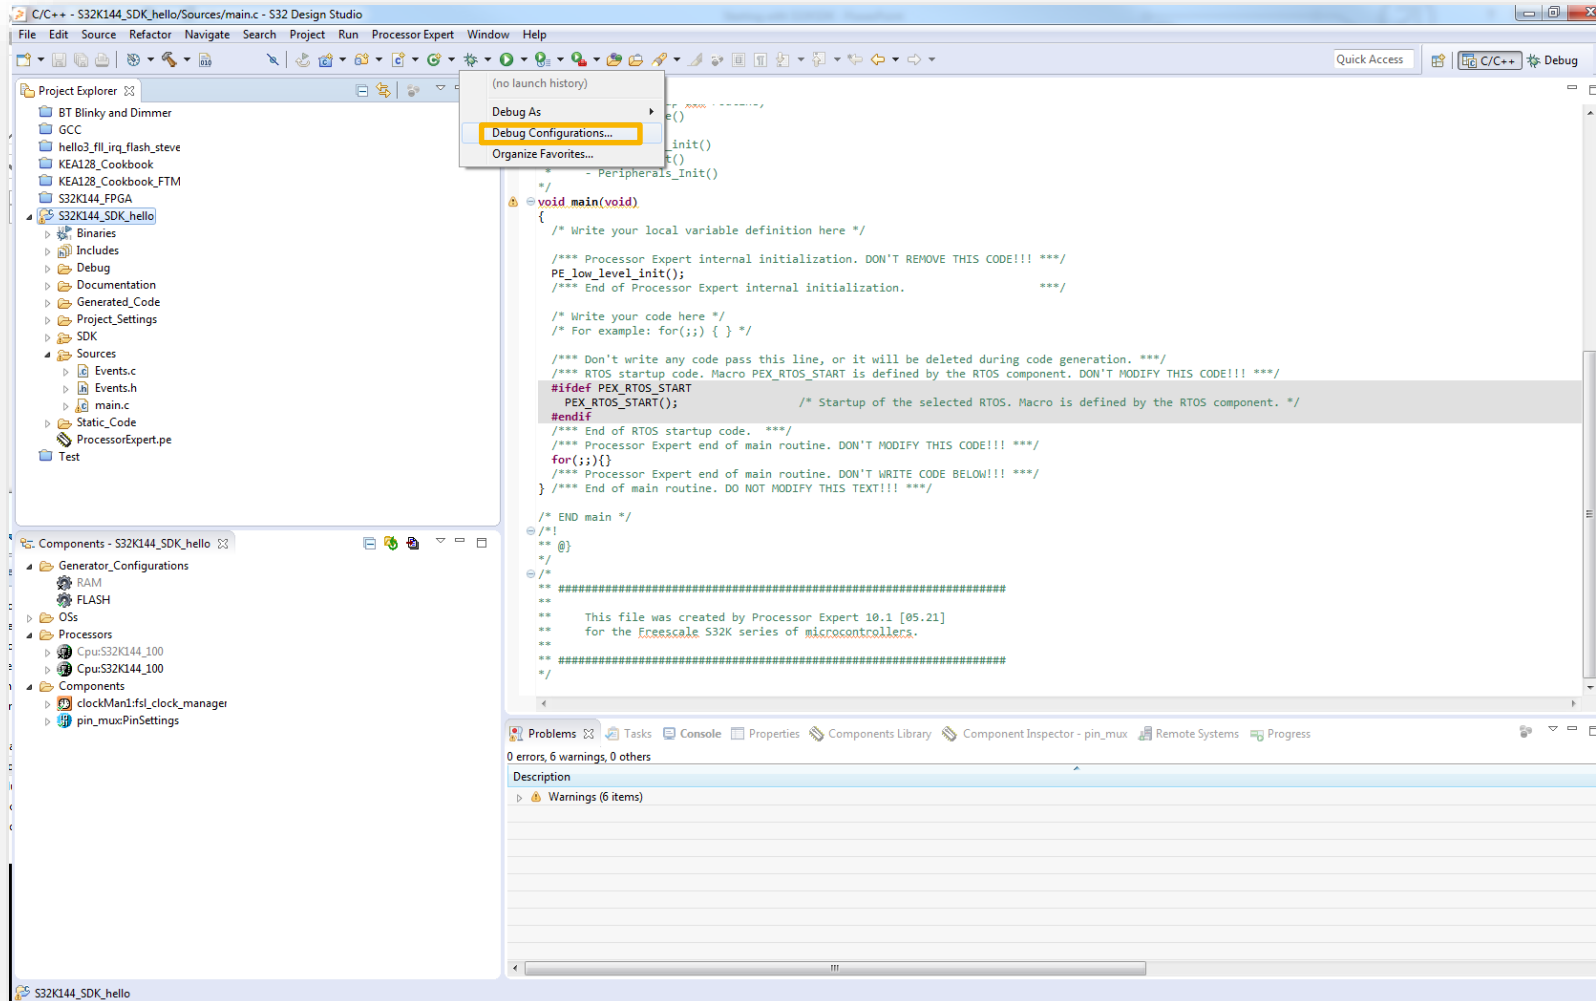 C/C++ - S32K144_SDK_hello/Sources/main.c - S32 Design Studio
File Edit Source Refactor Navigate Search Project Run Processor Expert Window Help
Quick Access
C/C++
Debug
Project Explorer
BT Blinky and Dimmer
GCC
hello3_fll_irq_flash_steve
KEA128_Cookbook
KEA128_Cookbook_FTM
S32K144_FPGA
S32K144_SDK_hello
Binaries
Includes
Debug
Documentation
Generated_Code
Project_Settings
SDK
Sources
Events.c
Events.h
main.c
Static_Code
ProcessorExpert.pe
Test
(no launch history)
Debug As
Debug Configurations...
Organize Favorites...
e()
_init()
t()
* - Peripherals_Init()
*/
void main(void)
{
/* Write your local variable definition here */
/*** Processor Expert internal initialization. DON'T REMOVE THIS CODE!!! ***/
PE_low_level_init();
/*** End of Processor Expert internal initialization. ***/
/* Write your code here */
/* For example: for(;;) { } */
/*** Don't write any code pass this line, or it will be deleted during code generation. ***/
/*** RTOS startup code. Macro PEX_RTOS_START is defined by the RTOS component. DON'T MODIFY THIS CODE!!! ***/
#ifdef PEX_RTOS_START
PEX_RTOS_START(); /* Startup of the selected RTOS. Macro is defined by the RTOS component. */
#endif
/*** End of RTOS startup code. ***/
/*** Processor Expert end of main routine. DON'T MODIFY THIS CODE!!! ***/
for(;;){}
/*** Processor Expert end of main routine. DON'T WRITE CODE BELOW!!! ***/
} /*** End of main routine. DO NOT MODIFY THIS TEXT!!! ***/
/* END main */
/*!
** @}
*/
/*
** ###################################################################
**
** This file was created by Processor Expert 10.1 [05.21]
** for the Freescale S32K series of microcontrollers.
**
** ###################################################################
*/
Components - S32K144_SDK_hello
Generator_Configurations
RAM
FLASH
OSs
Processors
Cpu:S32K144_100
Cpu:S32K144_100
Components
clockMan1:fsl_clock_manager
pin_mux:PinSettings
Problems Tasks Console Properties Components Library Component Inspector - pin_mux Remote Systems Progress
0 errors, 6 warnings, 0 others
Description
Warnings (6 items)
S32K144_SDK_hello